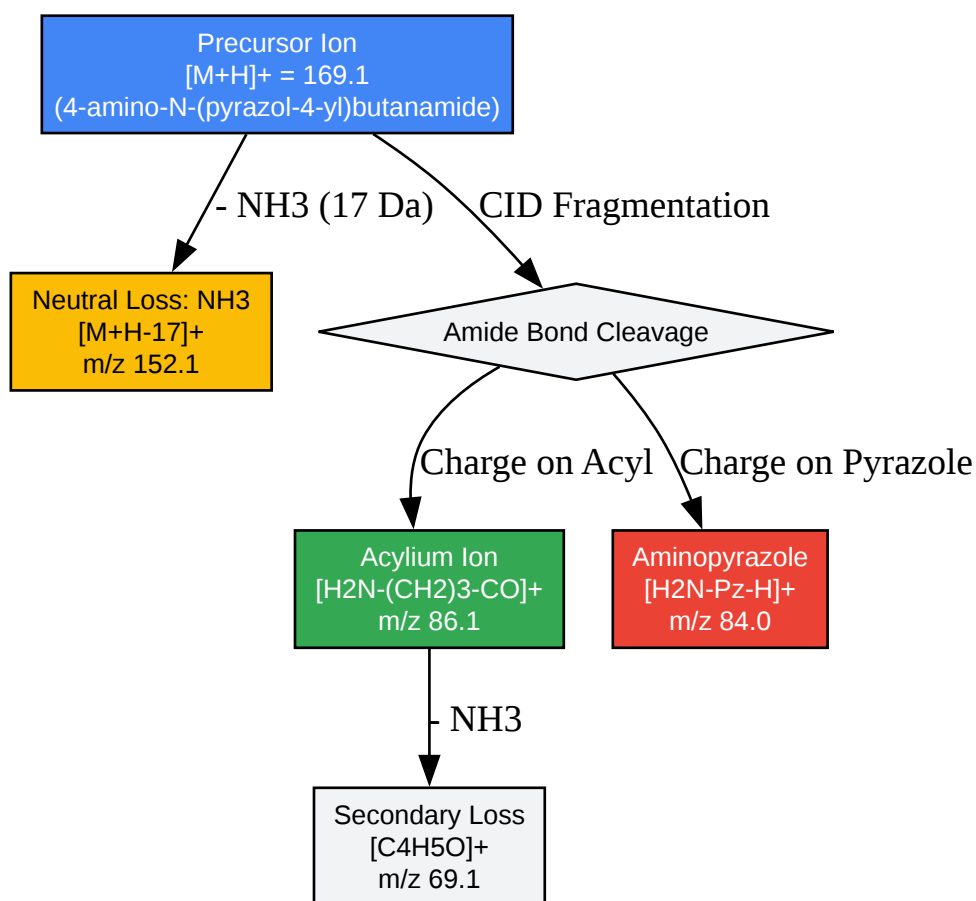 Precursor Ion
[M+H]+ = 169.1
(4-amino-N-(pyrazol-4-yl)butanamide)
- NH3 (17 Da)
CID Fragmentation
Neutral Loss: NH3
[M+H-17]+
m/z 152.1
Amide Bond Cleavage
Charge on Acyl
Charge on Pyrazole
Acylium Ion
[H2N-(CH2)3-CO]+
m/z 86.1
Aminopyrazole
[H2N-Pz-H]+
m/z 84.0
- NH3
Secondary Loss
[C4H5O]+
m/z 69.1